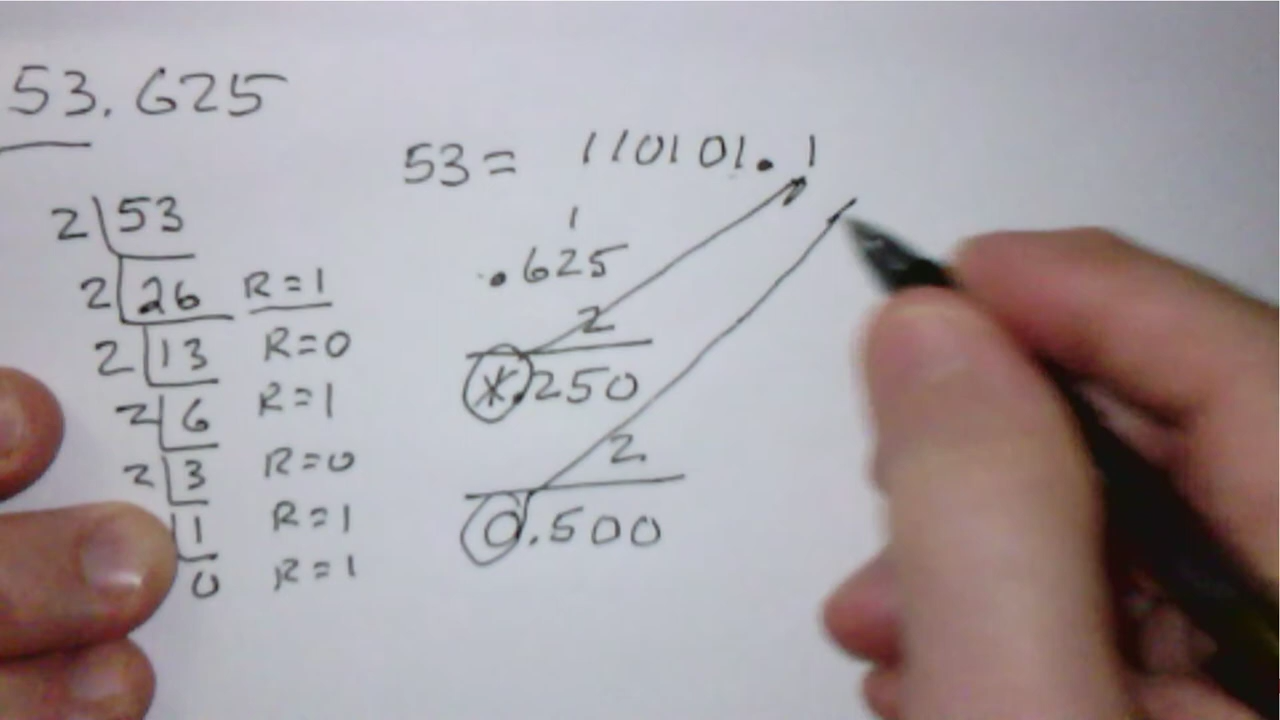 53.625
53 = 110101.1
2 53
2 26 R=1
2 13 R=0
2 6 R=1
2 3 R=0
1 R=1
0 R=1
1
.625
2
.250
2
0.500